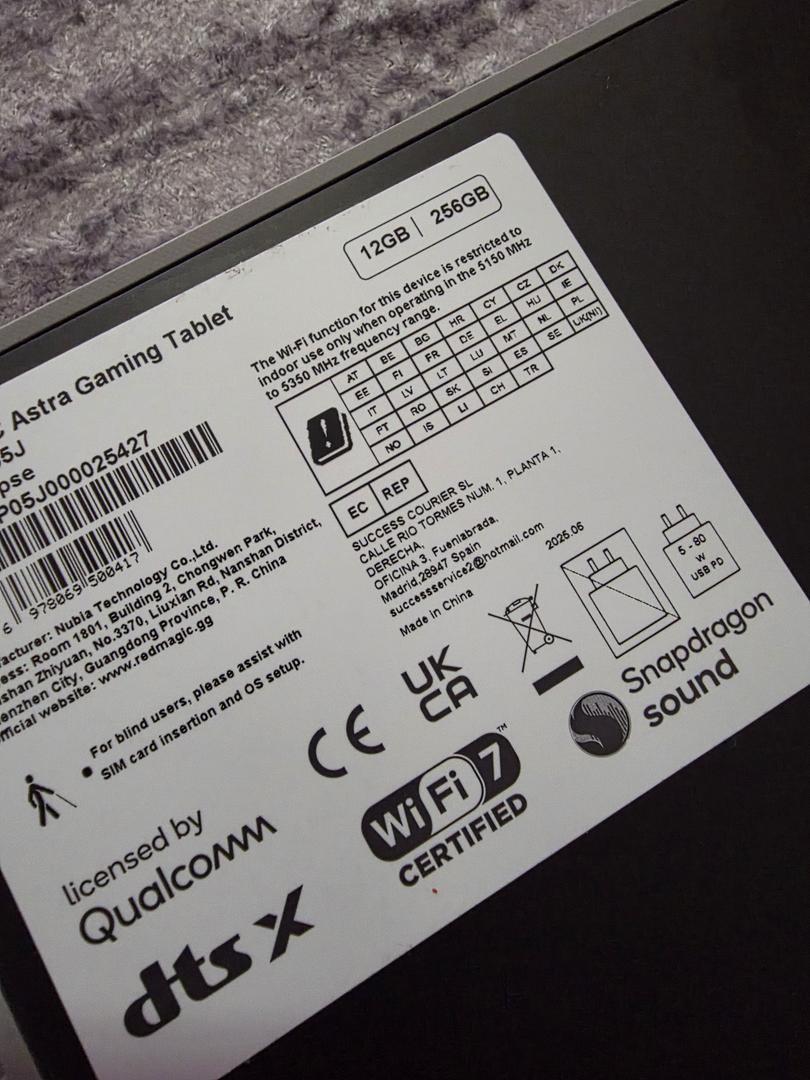 12GB | 256GB
Astra Gaming Tablet
5J
pse
P05J000025427
6 978069 500417
acturer: Nubia Technology Co.,Ltd.
ess: Room 1801, Building 2, Chongwen Park,
shan Zhiyuan, No.3370, Liuxian Rd, Nanshan District,
enzhen City, Guangdong Province, P. R. China
fficial website: www.redmagic.gg
For blind users, please assist with
SIM card insertion and OS setup.
licensed by
Qualcomm
dts X
The Wi-Fi function for this device is restricted to
indoor use only when operating in the 5150 MHz
to 5350 MHz frequency range.
AT BE BG HR CY CZ DK
EE FI FR DE EL HU IE
IT LV LT LU MT NL PL
PT RO SK SI ES SE UK(NI)
NO IS LI CH TR
EC REP
SUCCESS COURIER SL
CALLE RIO TORMES NUM. 1, PLANTA 1,
DERECHA,
OFICINA 3, Fuenlabrada,
Madrid,28947 Spain
successservice2@hotmail.com
Made in China
2025.06
5 - 80
W
USB PD
CE
UK
CA
WiFi 7™
CERTIFIED
Snapdragon
sound